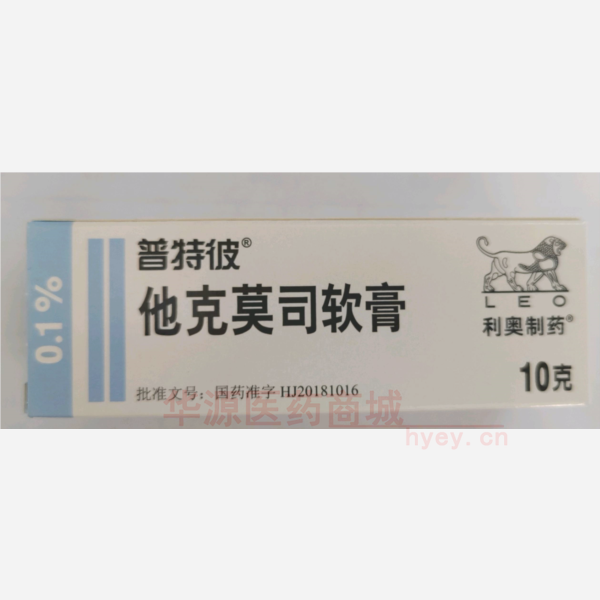 0.1%
普特彼®
他克莫司软膏
批准文号：国药准字 HJ20181016
LEO
利奥制药®
10克
华源医药商城
hyey.cn